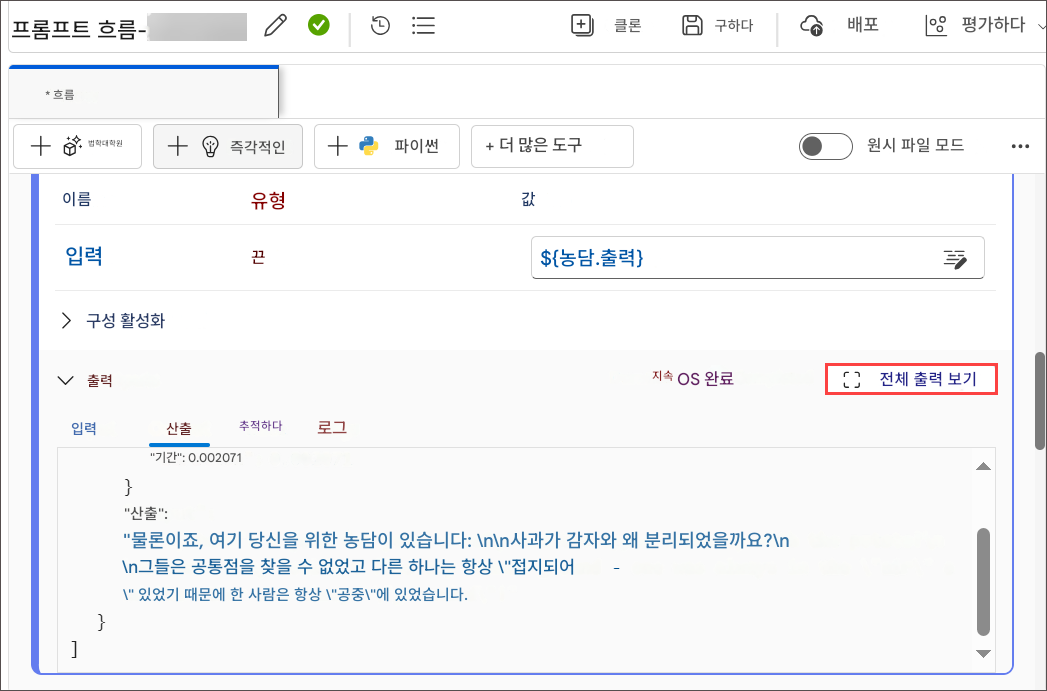 프롬프트 흐름-
클론
구하다
배포
평가하다
* 흐름
법학대학원
즉각적인
파이썬
+ 더 많은 도구
원시 파일 모드
이름 유형 값
입력 끈 ${농담.출력}
구성 활성화
출력
지속 OS 완료
전체 출력 보기
입력 산출 추적하다 로그
"기간": 0.002071
}
"산출":
"물론이죠, 여기 당신을 위한 농담이 있습니다: \n\n사과가 감자와 왜 분리되었을까요?\n
\n그들은 공통점을 찾을 수 없었고 다른 하나는 항상 \"접지되어 -
\" 있었기 때문에 한 사람은 항상 \"공중\"에 있었습니다.
}
]